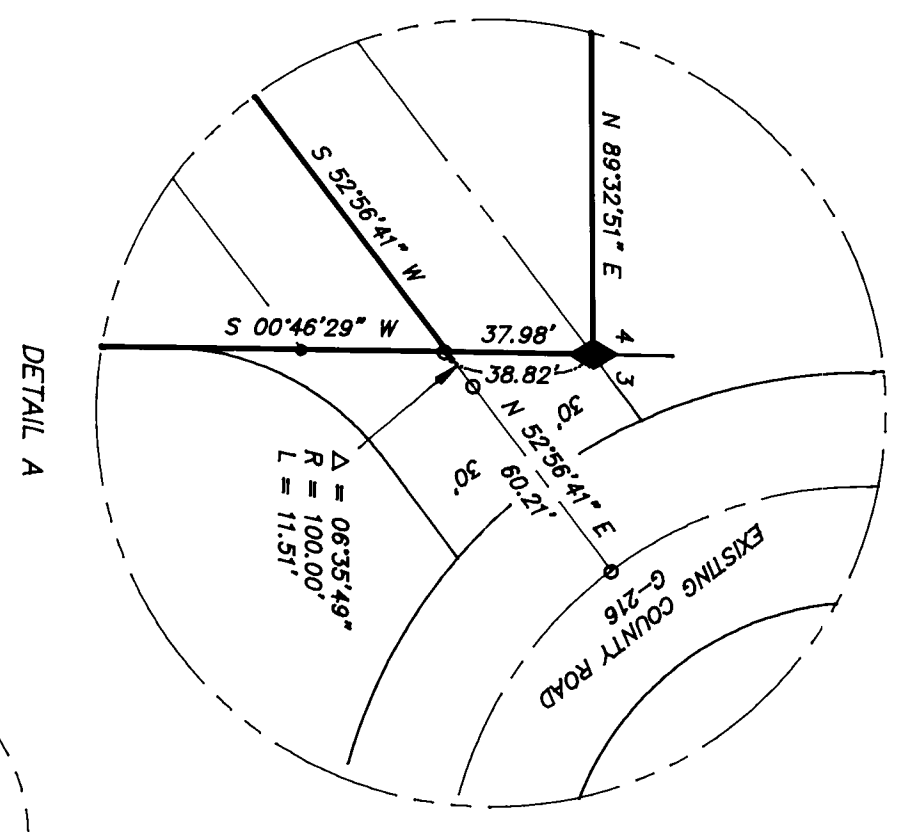 N 89°32'51" E
S 52°56'41" W
S 00°46'29" W
37.98'
38.82'
4
3
30'
30'
N 52°56'41" E
60.21'
EXISTING COUNTY ROAD
G-216
Δ = 06°35'49"
R = 100.00'
L = 11.51'
DETAIL A